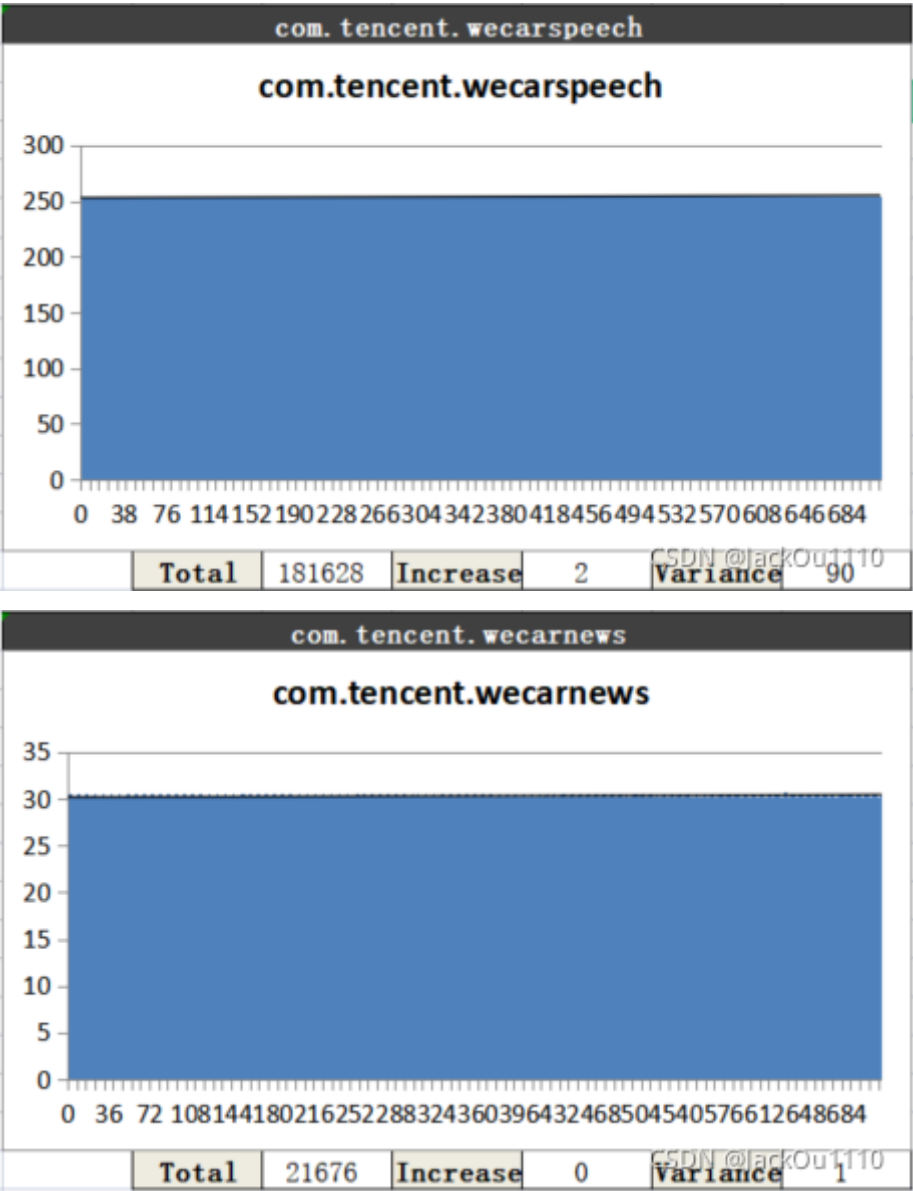 com.tencent.wecarspeech
com.tencent.wecarspeech
300
250
200
150
100
50
0
0 38 76 114 152 190 228 266 304 342 380 418 456 494 532 570 608 646 684
CSDN @JackOu1110
Total 181628 Increase 2 Variance 90
com.tencent.wecarnews
com.tencent.wecarnews
35
30
25
20
15
10
5
0
0 36 72 108 144 180 216 252 288 324 360 396 432 468 504 540 576 612 648 684
CSDN @JackOu1110
Total 21676 Increase 0 Variance 1